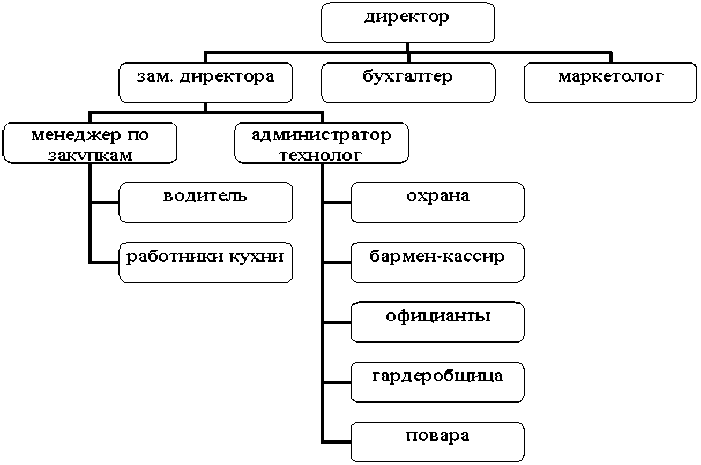 директор
зам. директора
бухгалтер
маркетолог
менеджер по
закупкам
администратор
технолог
водитель
охрана
работники кухни
бармен-кассир
официанты
гардеробщица
повара